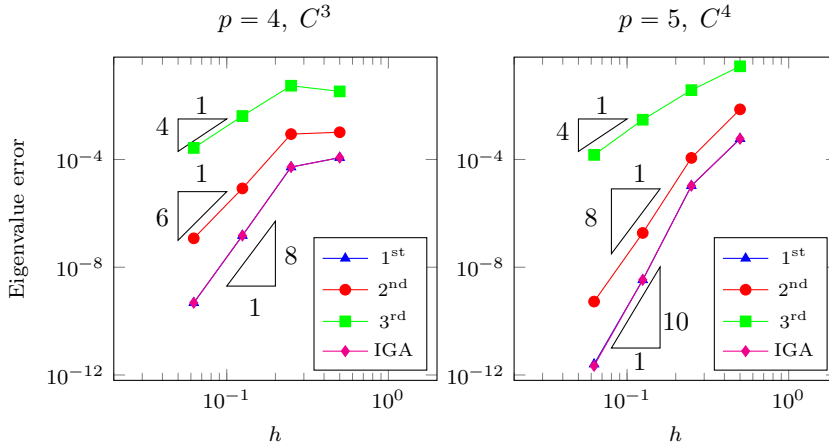 p = 4, C³
p = 5, C⁴
Eigenvalue error
10⁻⁴
10⁻⁸
10⁻¹²
10⁻¹
10⁰
h
1
4
1
6
8
1
1ˢᵗ
2ⁿᵈ
3ʳᵈ
IGA
10⁻⁴
10⁻⁸
10⁻¹²
10⁻¹
10⁰
h
1
4
1
8
10
1
1ˢᵗ
2ⁿᵈ
3ʳᵈ
IGA